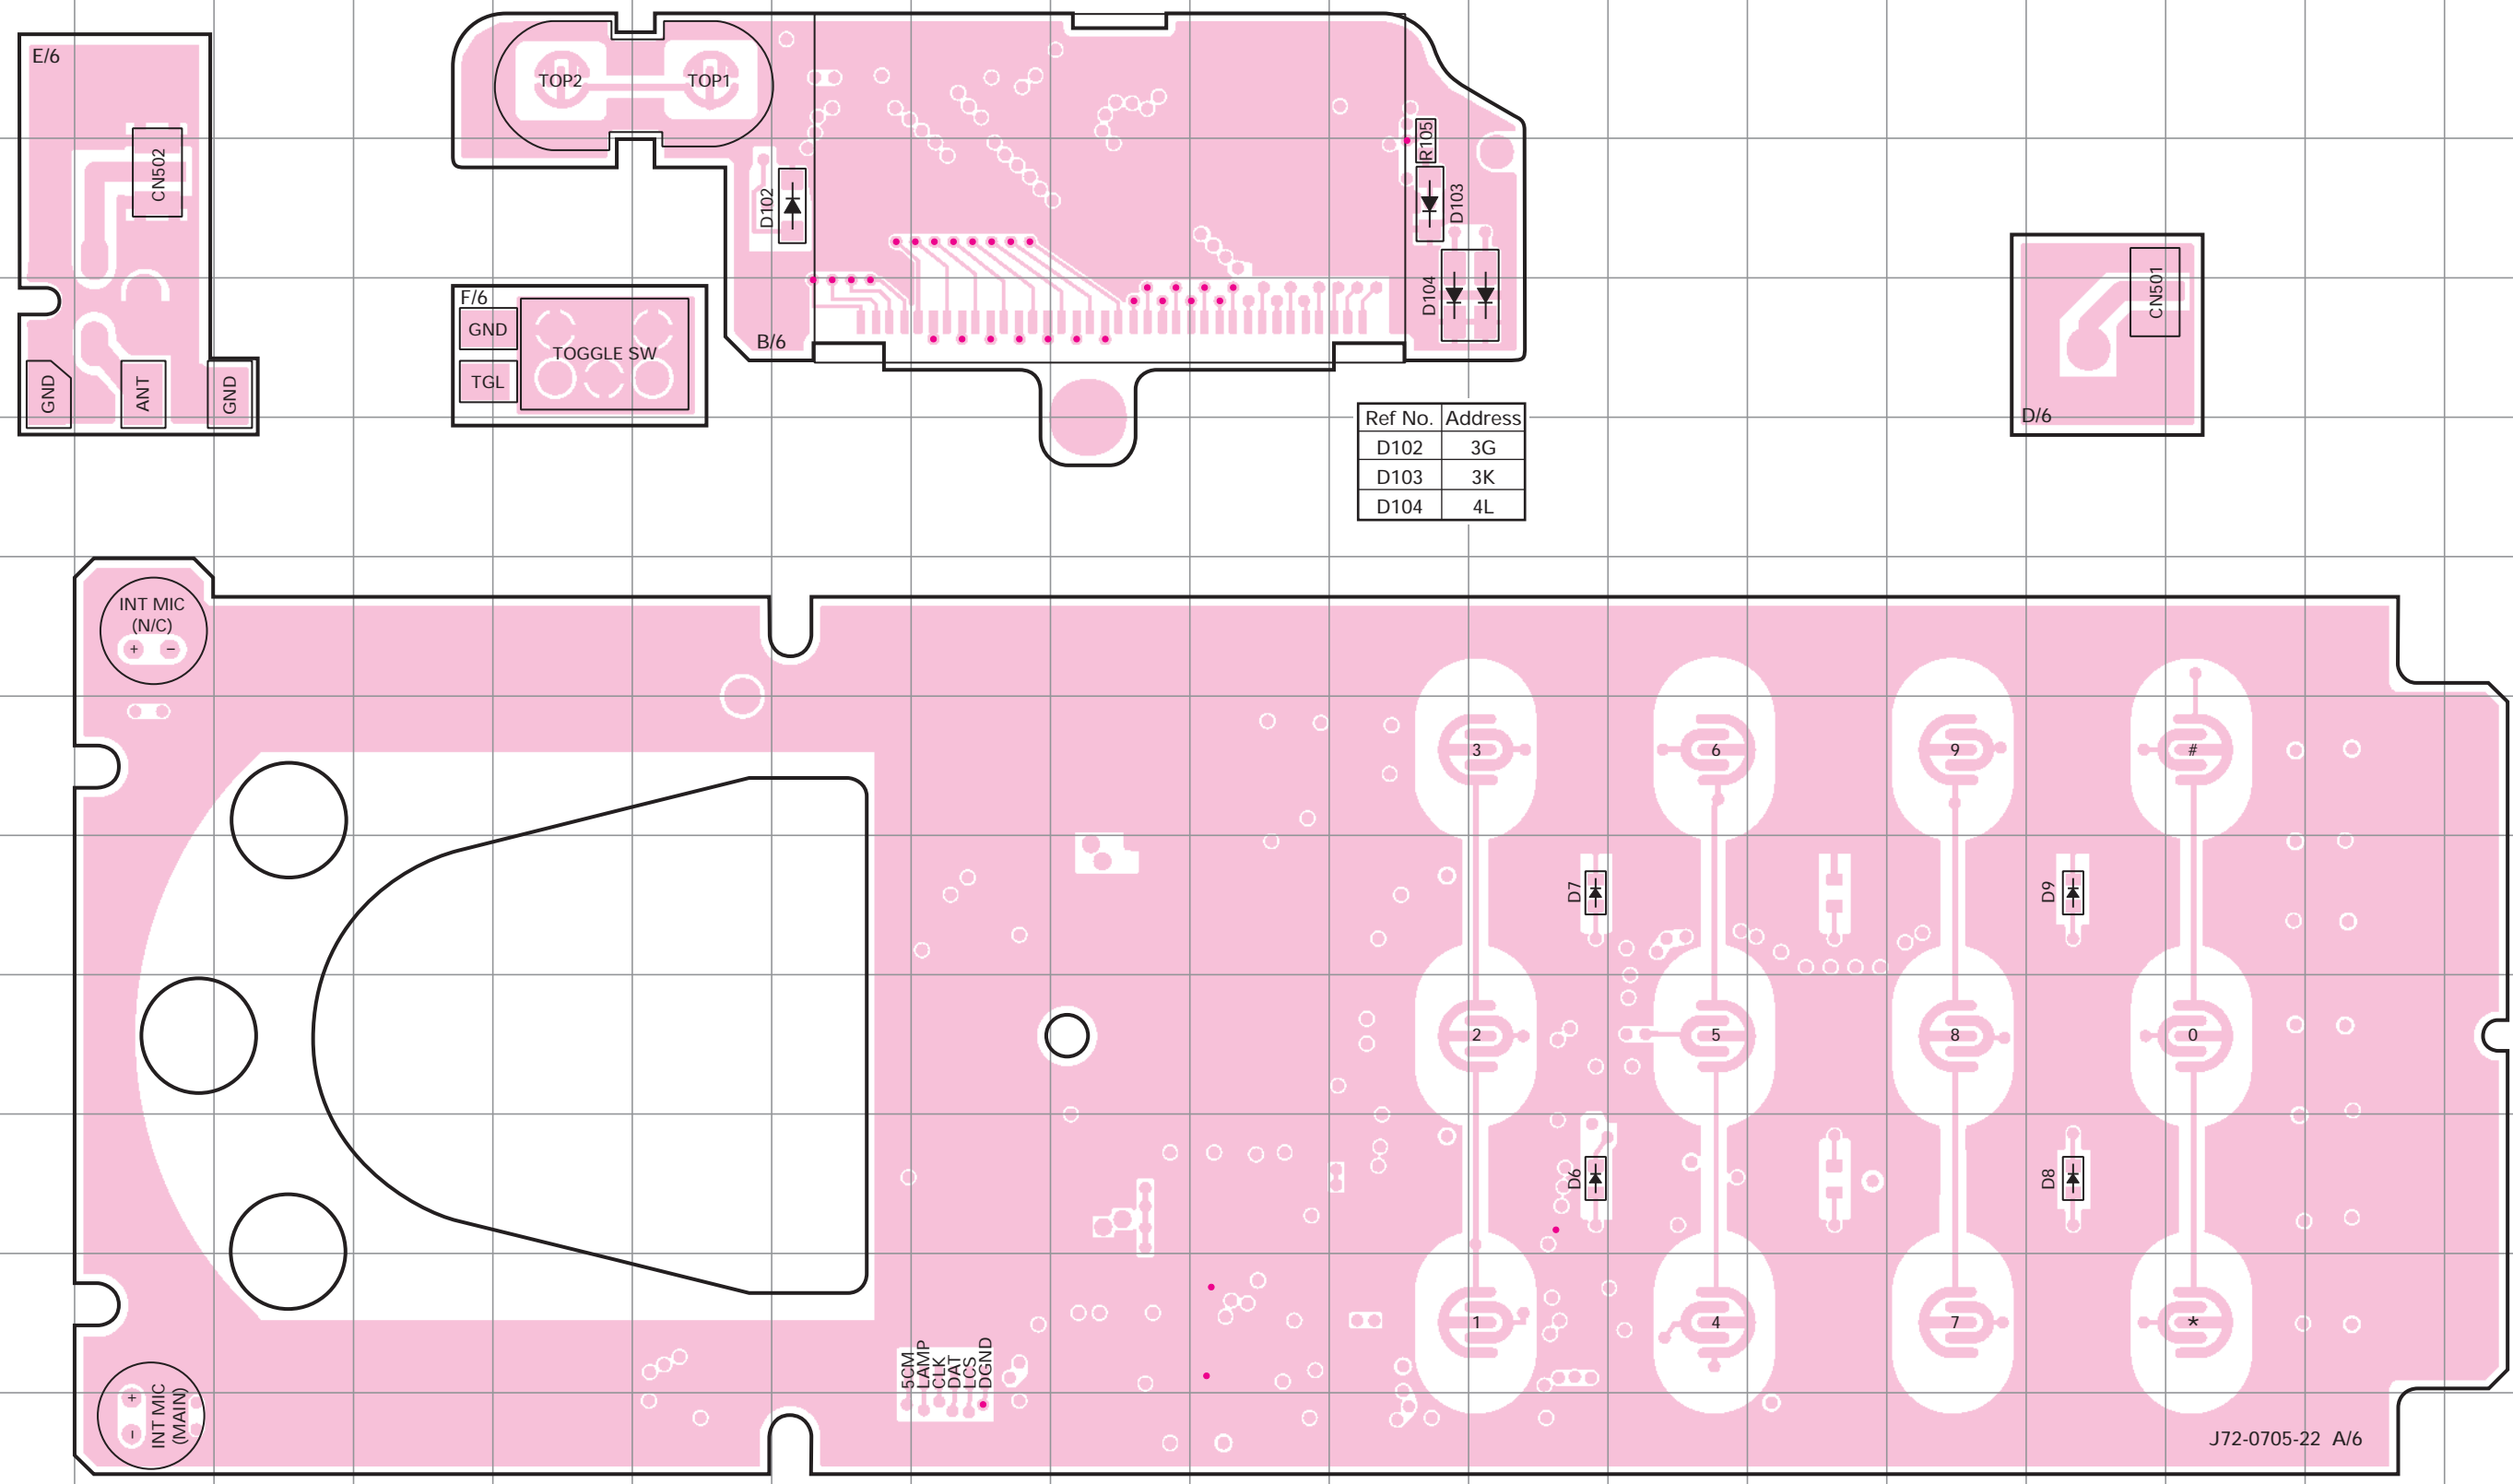 E/6
CN502
GND
ANT
GND
TOP2
TOP1
D102
R105
D103
D104
B/6
F/6
GND
TOGGLE SW
TGL
CN501
D/6
Ref No. Address
D102 3G
D103 3K
D104 4L
INT MIC
(N/C)
+ −
3
6
9
#
D7
D9
2
5
8
0
D6
D8
1
4
7
*
5CM
LAMP
CLK
DAT
LCS
DGND
+
−
INT MIC
(MAIN)
J72-0705-22 A/6